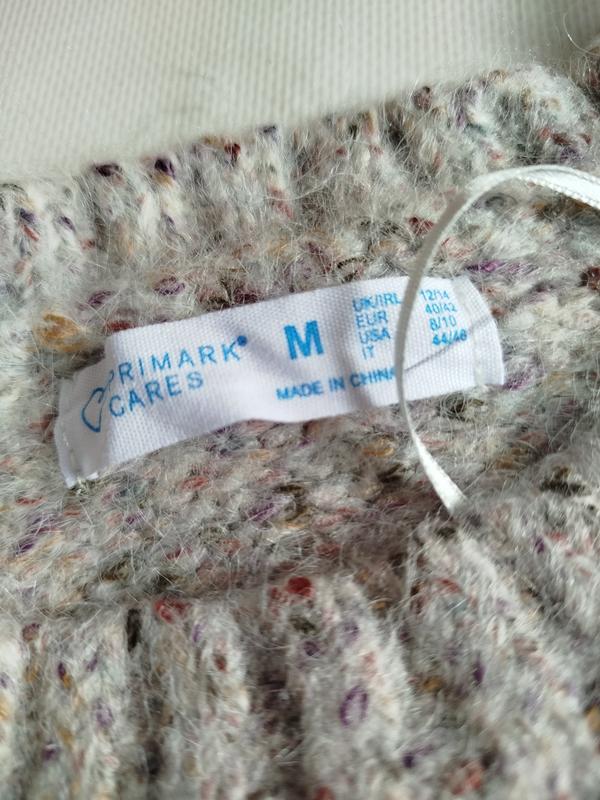 PRIMARK®
CARES
M
UK/IRL 12/14
EUR 40/42
USA 8/10
IT 44/46
MADE IN CHINA